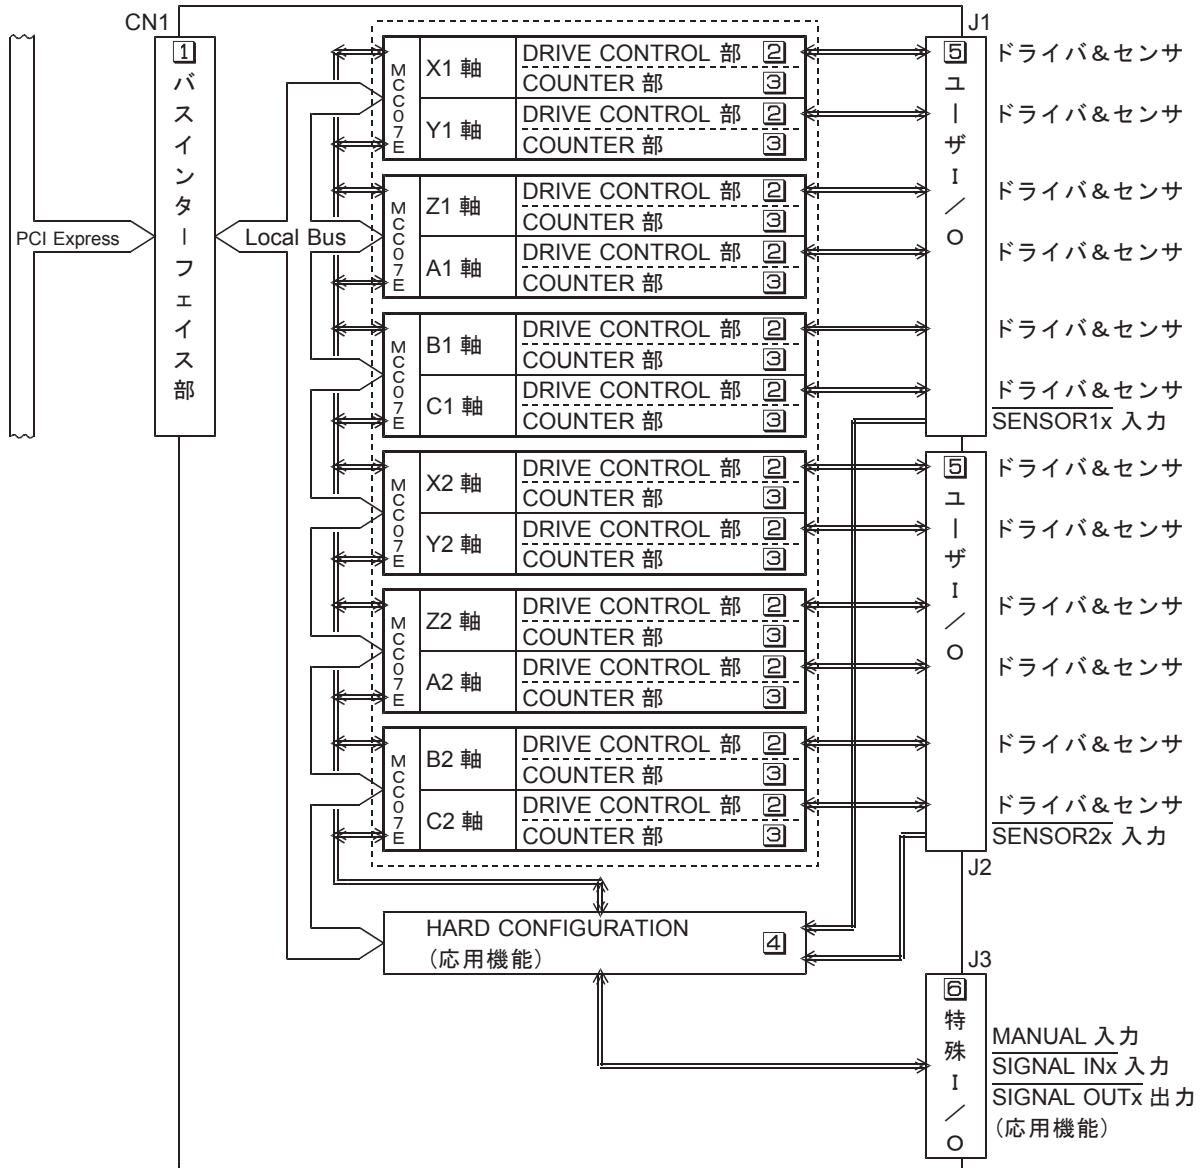 CN1
J1
1
バスインターフェイス部
PCI Express
Local Bus
MCC07E
X1 軸
DRIVE CONTROL 部 2
COUNTER 部 3
Y1 軸
DRIVE CONTROL 部 2
COUNTER 部 3
MCC07E
Z1 軸
DRIVE CONTROL 部 2
COUNTER 部 3
A1 軸
DRIVE CONTROL 部 2
COUNTER 部 3
MCC07E
B1 軸
DRIVE CONTROL 部 2
COUNTER 部 3
C1 軸
DRIVE CONTROL 部 2
COUNTER 部 3
MCC07E
X2 軸
DRIVE CONTROL 部 2
COUNTER 部 3
Y2 軸
DRIVE CONTROL 部 2
COUNTER 部 3
MCC07E
Z2 軸
DRIVE CONTROL 部 2
COUNTER 部 3
A2 軸
DRIVE CONTROL 部 2
COUNTER 部 3
MCC07E
B2 軸
DRIVE CONTROL 部 2
COUNTER 部 3
C2 軸
DRIVE CONTROL 部 2
COUNTER 部 3
HARD CONFIGURATION
(応用機能)
4
5
ユーザI/O
ドライバ&センサ
ドライバ&センサ
ドライバ&センサ
ドライバ&センサ
ドライバ&センサ
ドライバ&センサ
SENSOR1x 入力
5
ユーザI/O
ドライバ&センサ
ドライバ&センサ
ドライバ&センサ
ドライバ&センサ
ドライバ&センサ
ドライバ&センサ
SENSOR2x 入力
J2
J3
6
特殊I/O
MANUAL 入力
SIGNAL INx 入力
SIGNAL OUTx 出力
(応用機能)